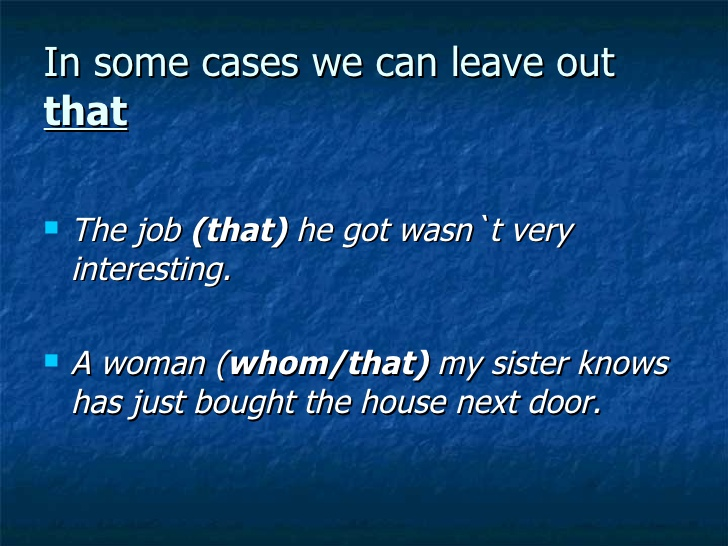 In some cases we can leave out
that
The job (that) he got wasn`t very
interesting.
A woman (whom/that) my sister knows
has just bought the house next door.